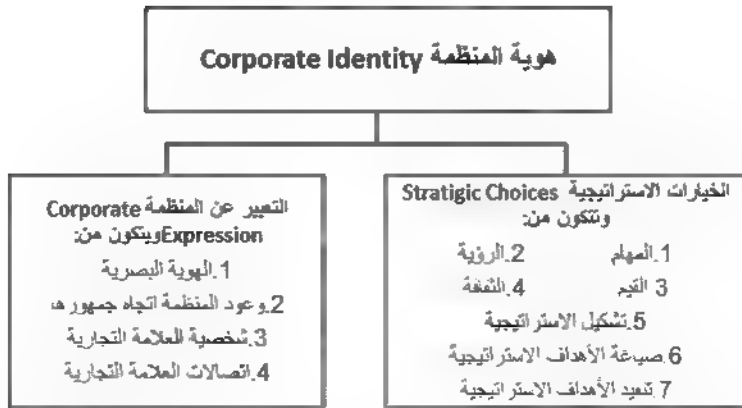 هوية المنظمة Corporate Identity
الخيارات الاستراتيجية Stratigic Choices
وتتكون من:
1.المهام 2.الرؤية
3 القيم 4.الثقافة
5.تشكيل الاستراتيجية
6.صيغة الأهداف الاستراتيجية
7.تنفيد الأهداف الاستراتيجية
التعبير عن المنظمة Corporate
Expressionويتكون من:
1.الهوية البصرية
2.وعود المنظمة اتجاه جمهورها
3.شخصية العلامة التجارية
4.اتصالات العلامة التجارية